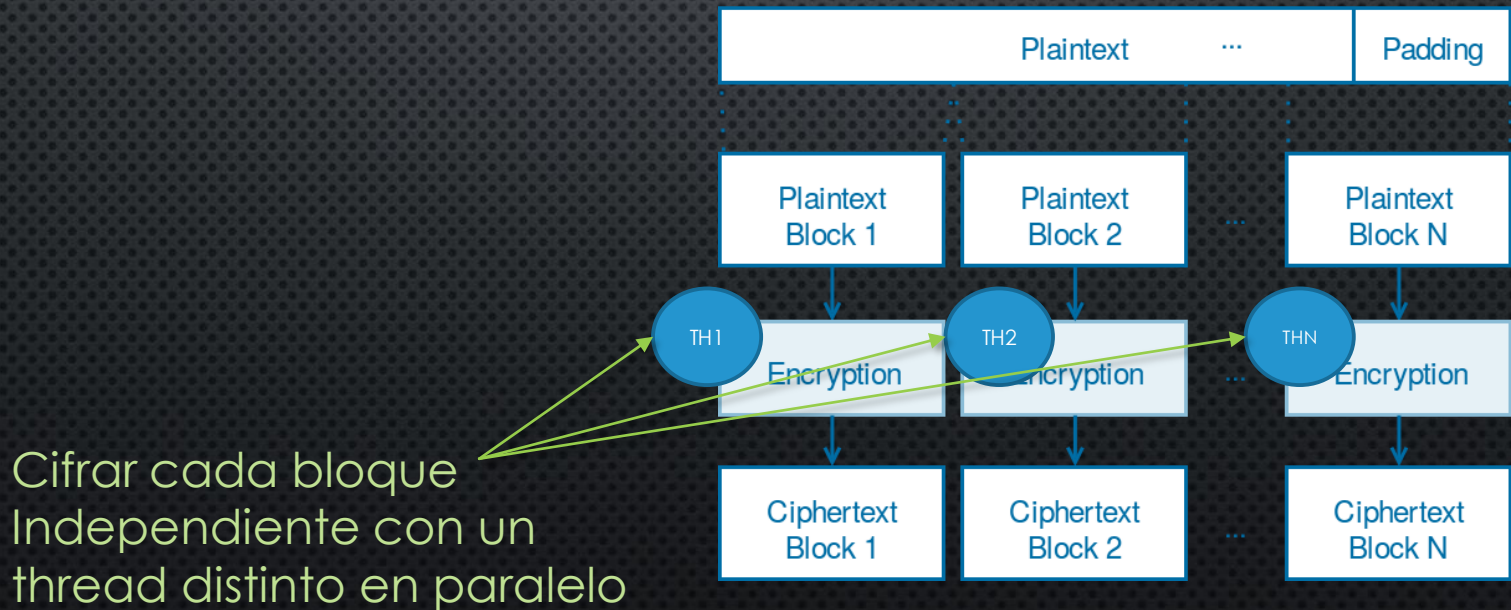 Plaintext ... Padding
Plaintext
Block 1
Plaintext
Block 2
...
Plaintext
Block N
TH1
TH2
THN
Encryption
Encryption
...
Encryption
Cifrar cada bloque
Independiente con un
thread distinto en paralelo
Ciphertext
Block 1
Ciphertext
Block 2
...
Ciphertext
Block N